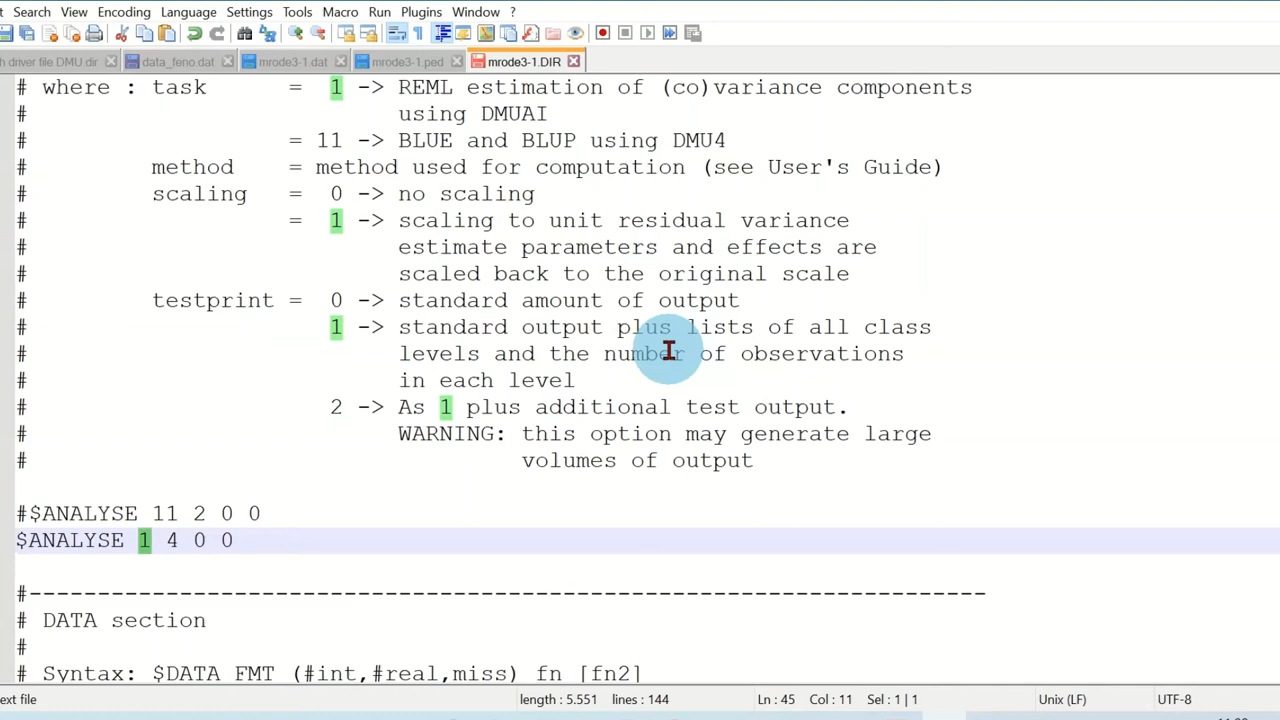 t Search View Encoding Language Settings Tools Macro Run Plugins Window ?
h driver file DMU dir data_feno.dat mrode3-1 dat mrode3-1 ped mrode3-1.DIR
# where : task = 1 -> REML estimation of (co)variance components
# using DMUAI
# = 11 -> BLUE and BLUP using DMU4
# method = method used for computation (see User's Guide)
# scaling = 0 -> no scaling
# = 1 -> scaling to unit residual variance
# estimate parameters and effects are
# scaled back to the original scale
# testprint = 0 -> standard amount of output
# 1 -> standard output plus lists of all class
# levels and the number of observations
# in each level
# 2 -> As 1 plus additional test output.
# WARNING: this option may generate large
# volumes of output
#$ANALYSE 11 2 0 0
$ANALYSE 1 4 0 0
#---------------------------------------------------------------------
# DATA section
#
# Syntax: $DATA FMT (#int,#real,miss) fn [fn2]
ext file length : 5.551 lines : 144 Ln : 45 Col : 11 Sel : 1 | 1 Unix (LF) UTF-8